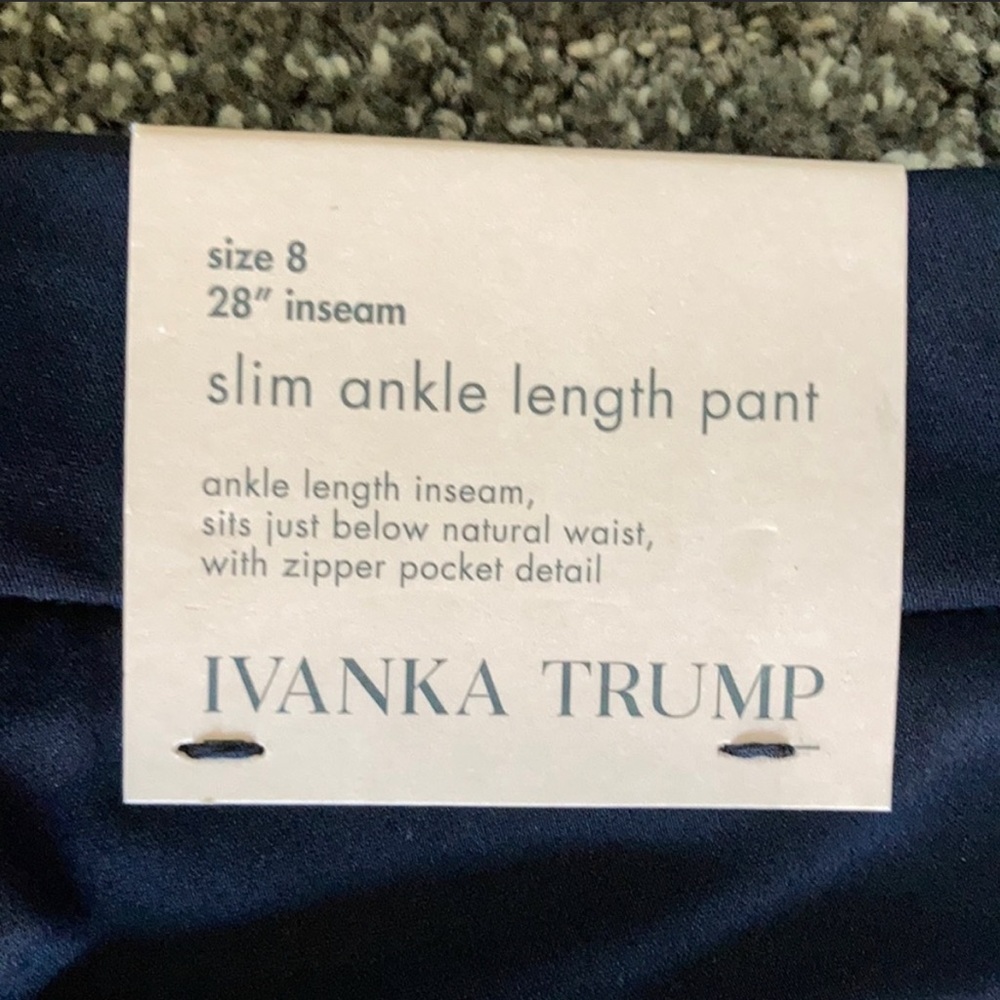 size 8
28″ inseam
slim ankle length pant
ankle length inseam,
sits just below natural waist,
with zipper pocket detail
IVANKA TRUMP